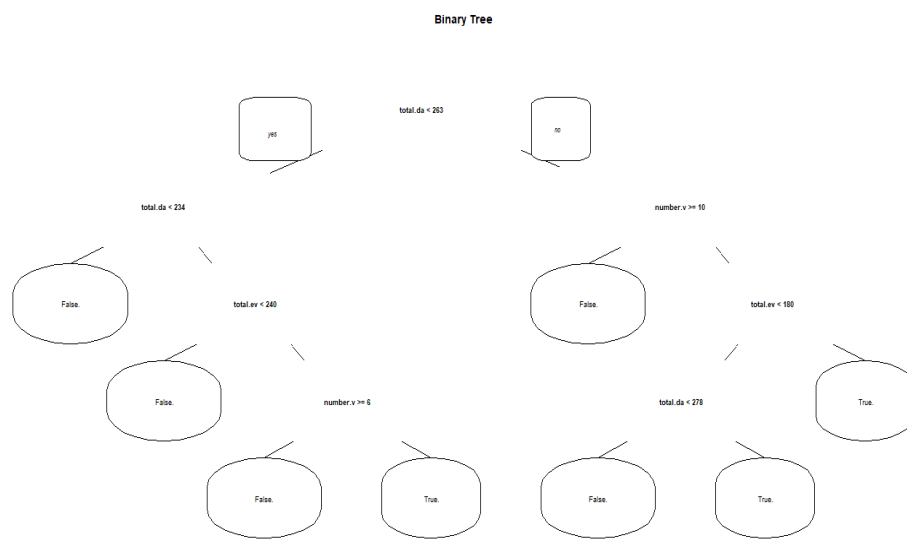 Binary Tree
total.da < 263
yes
no
total.da < 234
number.v >= 10
False.
total.ev < 240
False.
total.ev < 180
False.
number.v >= 6
total.da < 278
True.
False.
True.
False.
True.